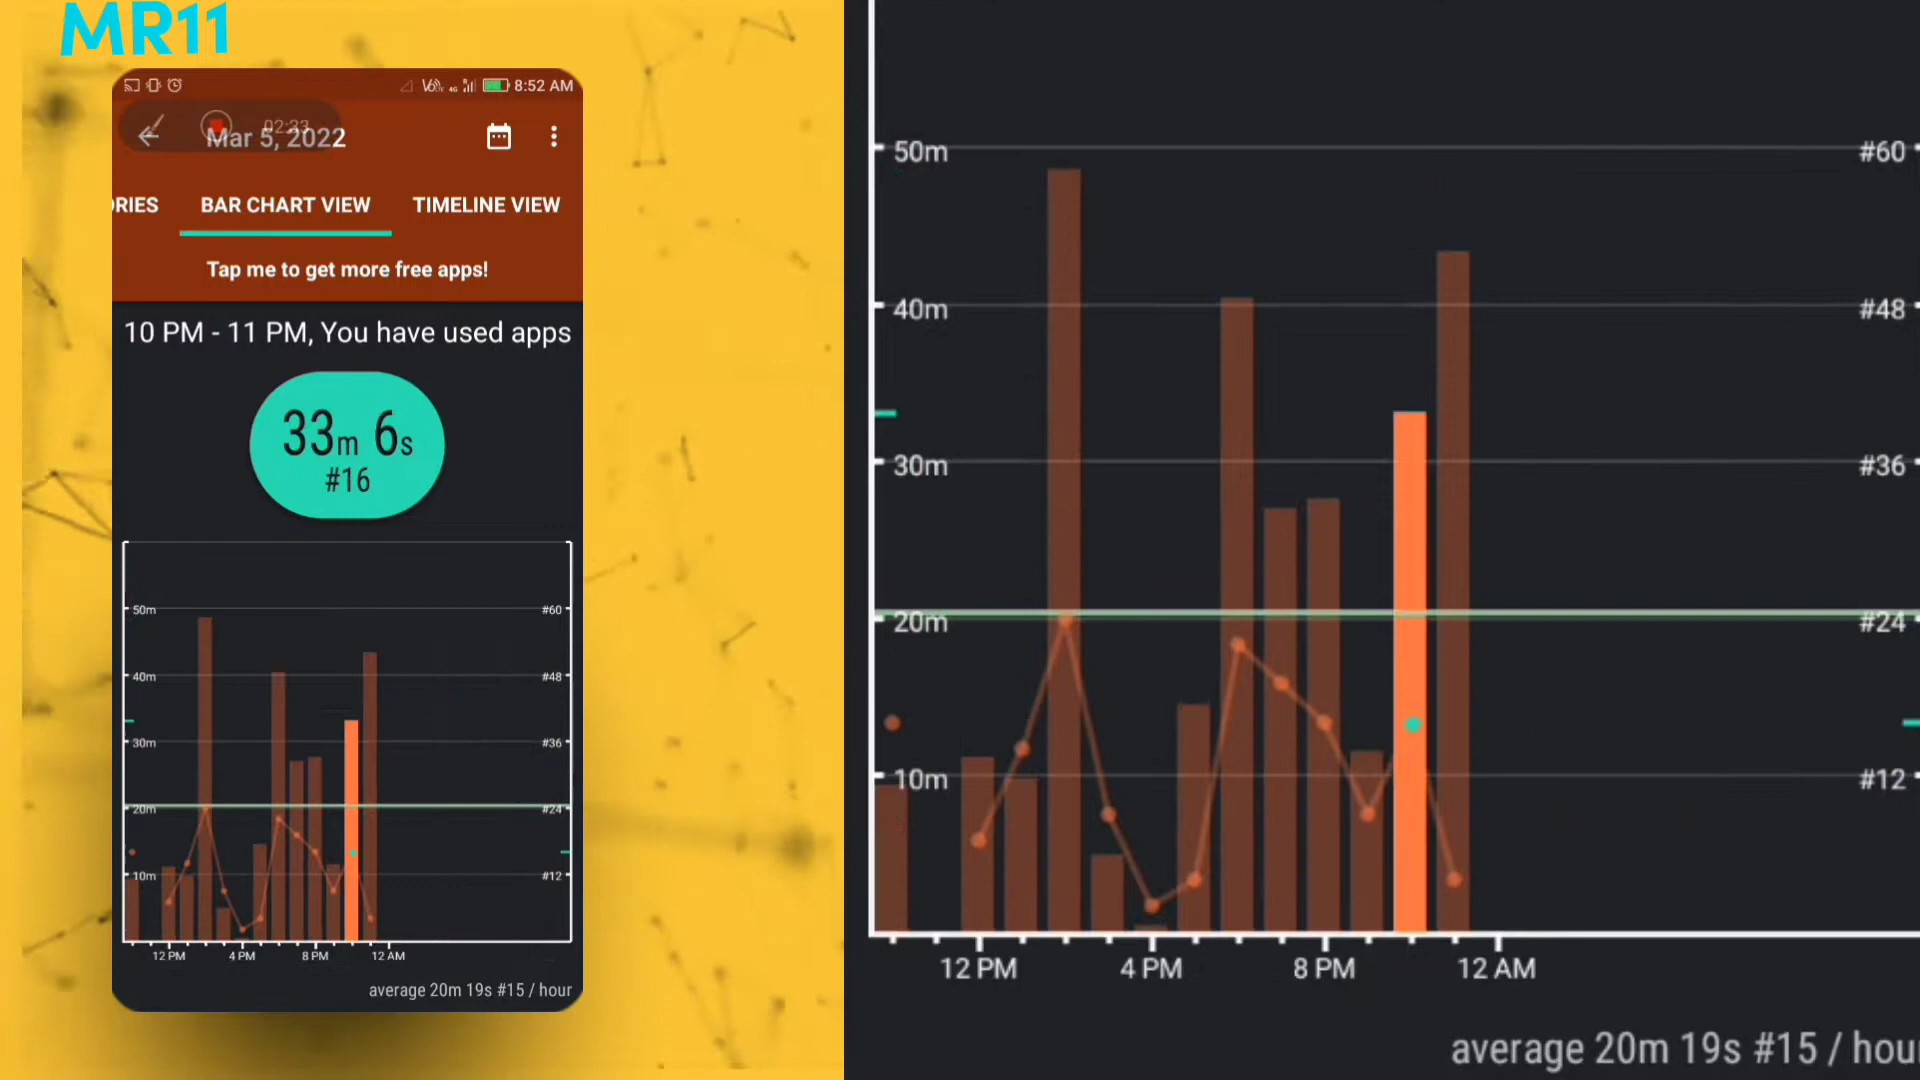 MR11
8:52 AM
02:33
Mar 5, 2022
ORIES BAR CHART VIEW TIMELINE VIEW
Tap me to get more free apps!
10 PM - 11 PM, You have used apps
33m 6s
#16
50m #60
40m #48
30m #36
20m #24
10m #12
12 PM 4 PM 8 PM 12 AM
average 20m 19s #15 / hour
50m #60
40m #48
30m #36
20m #24
10m #12
12 PM 4 PM 8 PM 12 AM
average 20m 19s #15 / hou